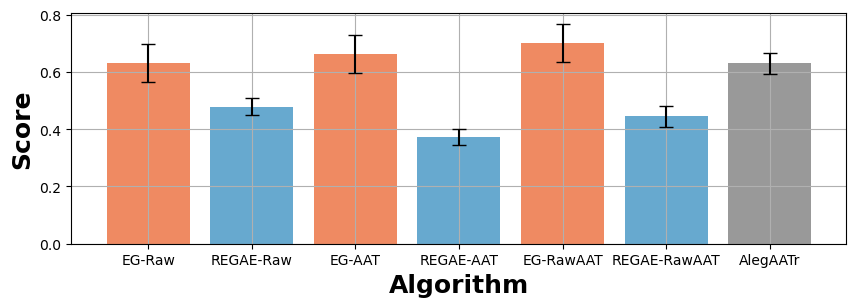 Score
0.8
0.6
0.4
0.2
0.0
EG-Raw REGAE-Raw EG-AAT REGAE-AAT EG-RawAAT REGAE-RawAAT AlegAATr
Algorithm